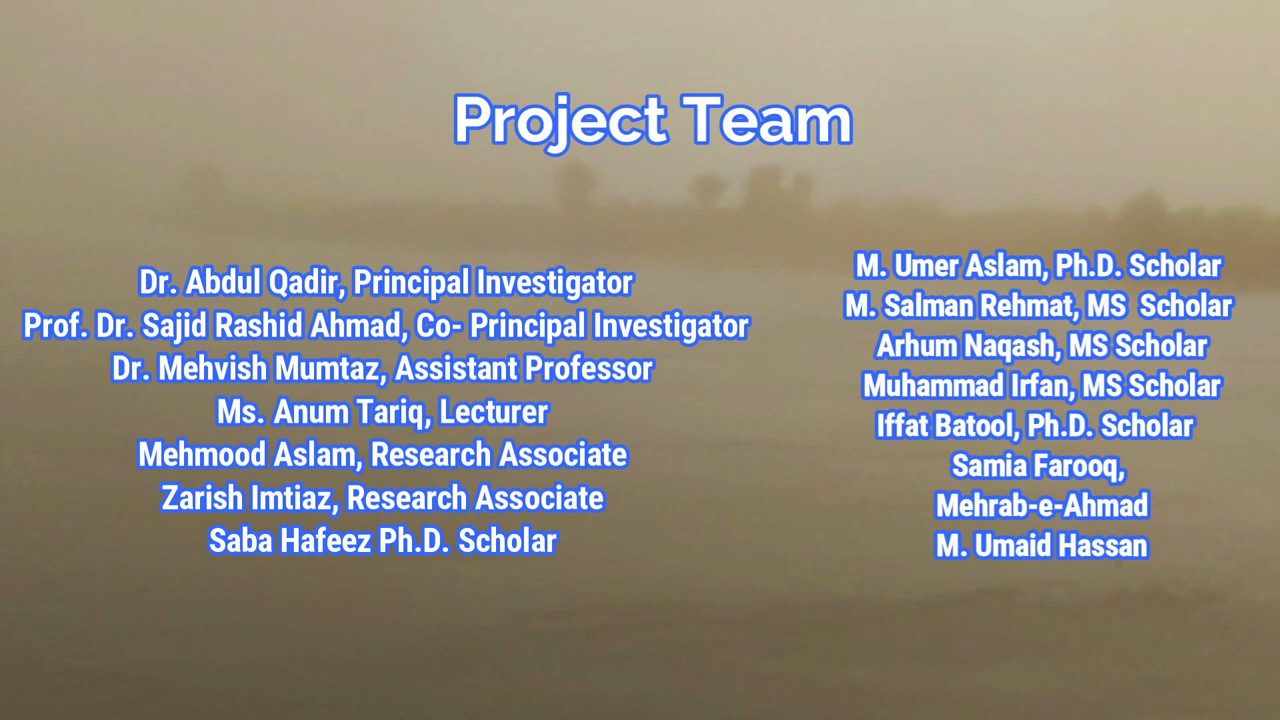 Project Team
Dr. Abdul Qadir, Principal Investigator
Prof. Dr. Sajid Rashid Ahmad, Co- Principal Investigator
Dr. Mehvish Mumtaz, Assistant Professor
Ms. Anum Tariq, Lecturer
Mehmood Aslam, Research Associate
Zarish Imtiaz, Research Associate
Saba Hafeez Ph.D. Scholar
M. Umer Aslam, Ph.D. Scholar
M. Salman Rehmat, MS  Scholar
Arhum Naqash, MS Scholar
Muhammad Irfan, MS Scholar
Iffat Batool, Ph.D. Scholar
Samia Farooq,
Mehrab-e-Ahmad
M. Umaid Hassan